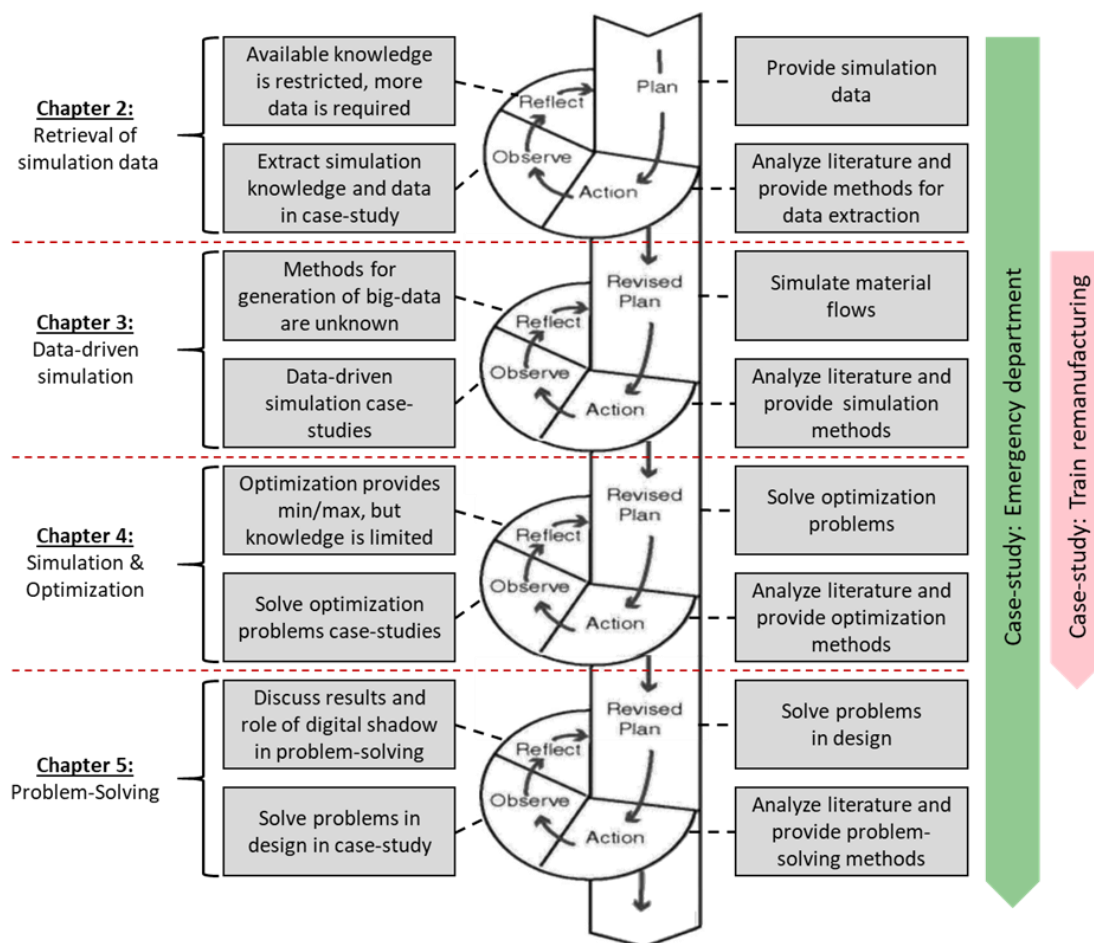 Chapter 2:
Retrieval of
simulation data
Available knowledge
is restricted, more
data is required
Extract simulation
knowledge and data
in case-study
Reflect
Observe
Plan
Action
Provide simulation
data
Analyze literature and
provide methods for
data extraction
Chapter 3:
Data-driven
simulation
Methods for
generation of big-data
are unknown
Data-driven
simulation case-
studies
Reflect
Observe
Revised
Plan
Action
Simulate material
flows
Analyze literature and
provide simulation
methods
Chapter 4:
Simulation &
Optimization
Optimization provides
min/max, but
knowledge is limited
Solve optimization
problems case-studies
Reflect
Observe
Revised
Plan
Action
Solve optimization
problems
Analyze literature and
provide optimization
methods
Chapter 5:
Problem-Solving
Discuss results and
role of digital shadow
in problem-solving
Solve problems in
design in case-study
Reflect
Observe
Revised
Plan
Action
Solve problems
in design
Analyze literature and
provide problem-
solving methods
Case-study: Emergency department
Case-study: Train remanufacturing